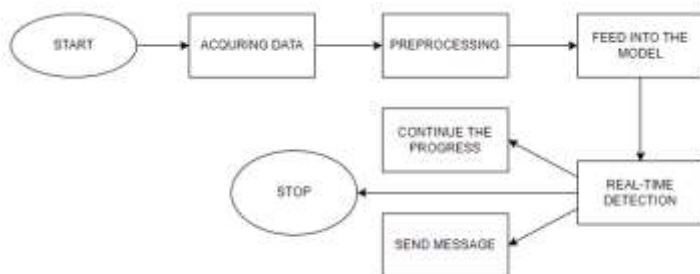 START
ACQURING DATA
PREPROCESSING
FEED INTO THE
MODEL
CONTINUE THE
PROGRESS
REAL-TIME
DETECTION
STOP
SEND MESSAGE